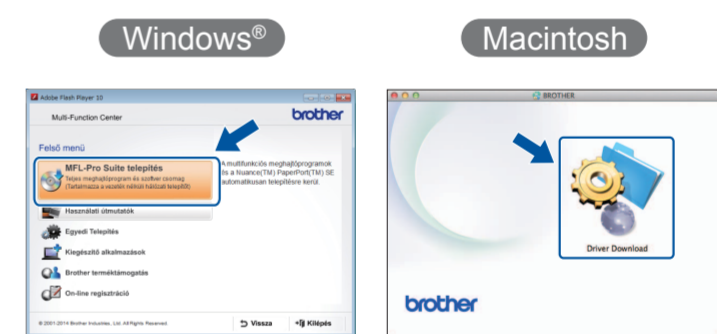 Windows®
Macintosh
Adobe Flash Player 10
Multi-Function Center
brother
Felső menü
MFL-Pro Suite telepítés
Teljes meghajtóprogram és szoftver csomag
(Tartalmazza a vezeték nélküli hálózat telepítőt)
A multifunkciós meghajtóprogramok
és a Nuance(TM) PaperPort(TM) SE
automatikusan telepítésre kerül.
Használati útmutatók
Egyedi Telepítés
Kiegészítő alkalmazások
Brother terméktámogatás
On-line regisztráció
© 2001-2014 Brother Industries, Ltd. All Rights Reserved.
Vissza
Kilépés
BROTHER
Driver Download
brother